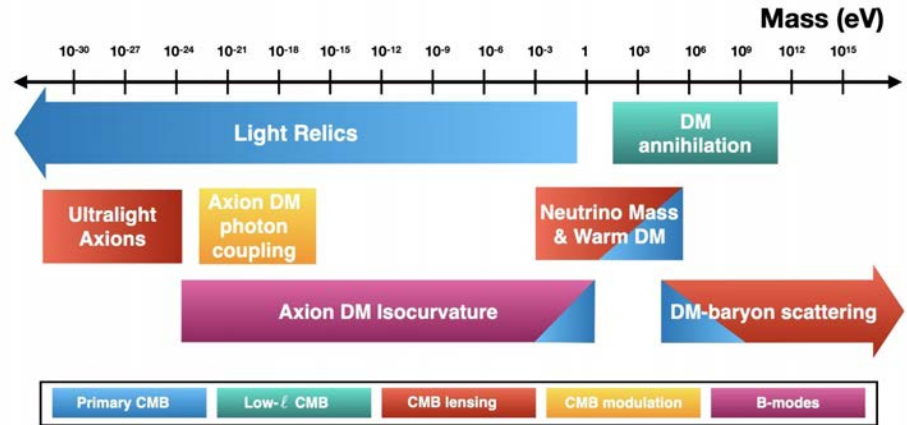 Mass (eV)
10⁻³⁰ 10⁻²⁷ 10⁻²⁴ 10⁻²¹ 10⁻¹⁸ 10⁻¹⁵ 10⁻¹² 10⁻⁹ 10⁻⁶ 10⁻³ 1 10³ 10⁶ 10⁹ 10¹² 10¹⁵
Light Relics
DM
annihilation
Ultralight
Axions
Axion DM
photon
coupling
Neutrino Mass
& Warm DM
Axion DM Isocurvature
DM-baryon scattering
Primary CMB
Low-ℓ CMB
CMB lensing
CMB modulation
B-modes